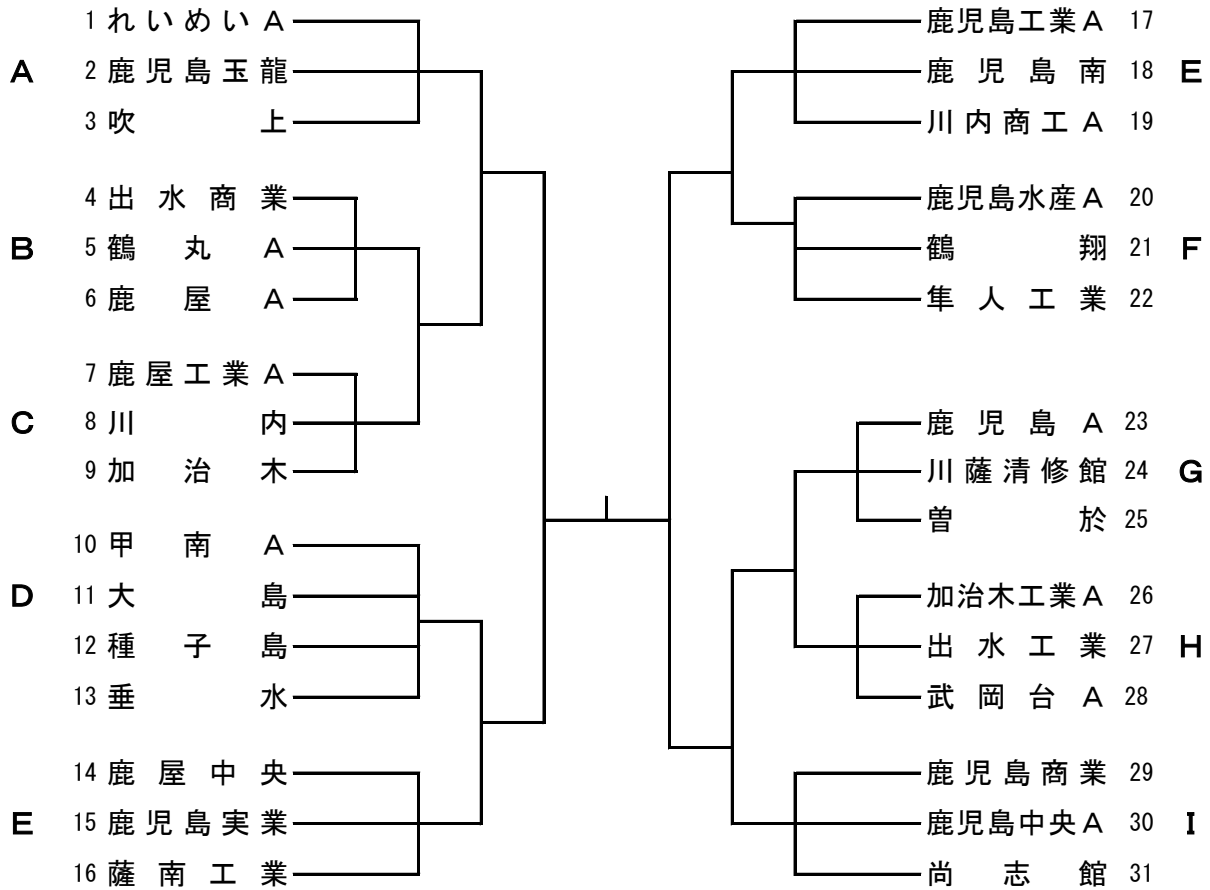 1 れいめいA
A 2 鹿児島玉龍
3 吹上
4 出水商業
B 5 鶴丸A
6 鹿屋A
7 鹿屋工業A
C 8 川内
9 加治木
10 甲南A
D 11 大島
12 種子島
13 垂水
14 鹿屋中央
E 15 鹿児島実業
16 薩南工業
鹿児島工業A 17
鹿児島南 18 E
川内商工A 19
鹿児島水産A 20
鶴翔 21 F
隼人工業 22
鹿児島A 23
川薩清修館 24 G
曽於 25
加治木工業A 26
出水工業 27 H
武岡台A 28
鹿児島商業 29
鹿児島中央A 30 I
尚志館 31